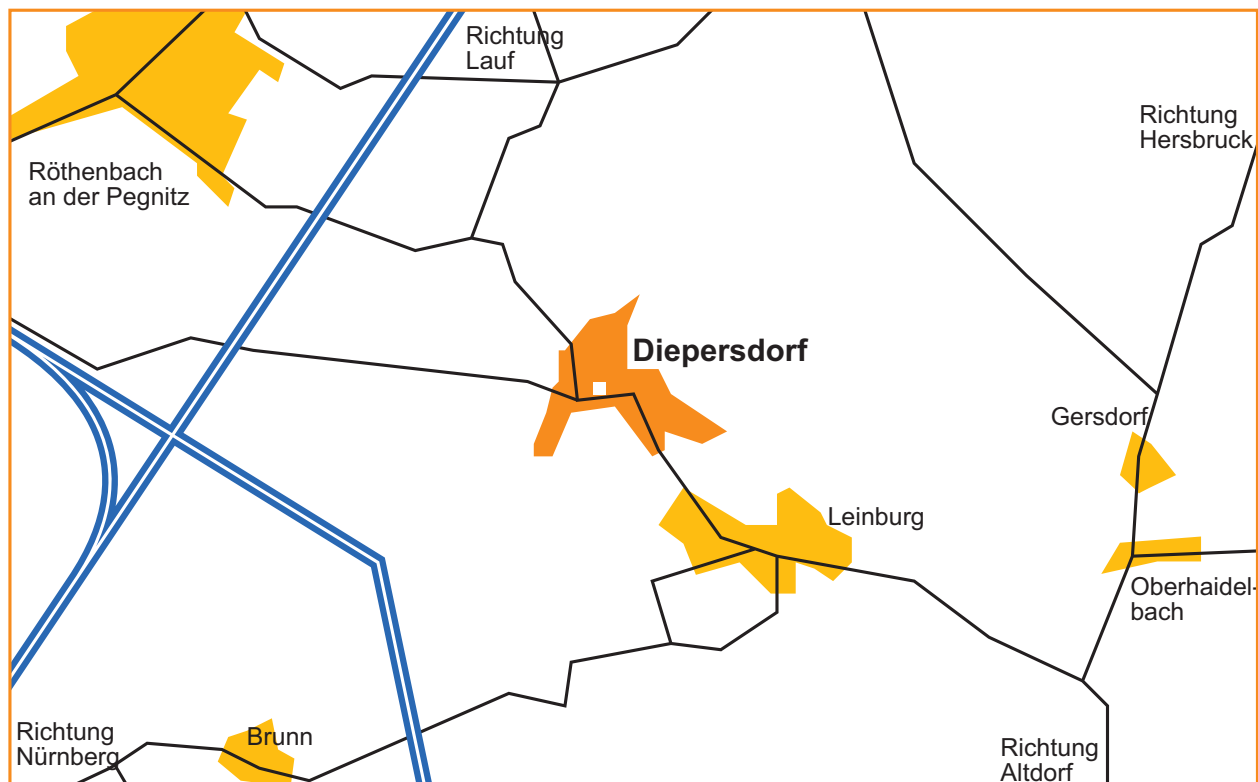 Richtung
Lauf
Richtung
Hersbruck
Röthenbach
an der Pegnitz
Diepersdorf
Gersdorf
Leinburg
Oberhaidel-
bach
Richtung
Nürnberg
Brunn
Richtung
Altdorf